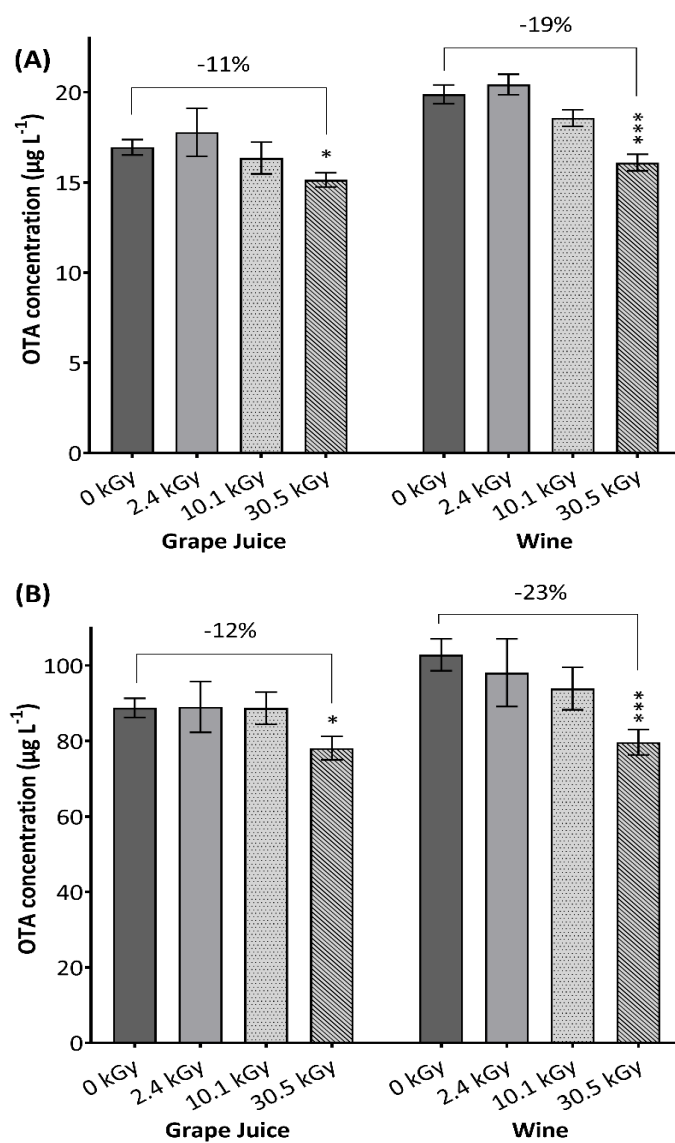 (A)
-11%
-19%
OTA concentration (µg L-1)
20
15
10
5
0
*
***
0 kGy 2.4 kGy 10.1 kGy 30.5 kGy 0 kGy 2.4 kGy 10.1 kGy 30.5 kGy
Grape Juice Wine
(B)
-12%
-23%
OTA concentration (µg L-1)
100
80
60
40
20
0
*
***
0 kGy 2.4 kGy 10.1 kGy 30.5 kGy 0 kGy 2.4 kGy 10.1 kGy 30.5 kGy
Grape Juice Wine